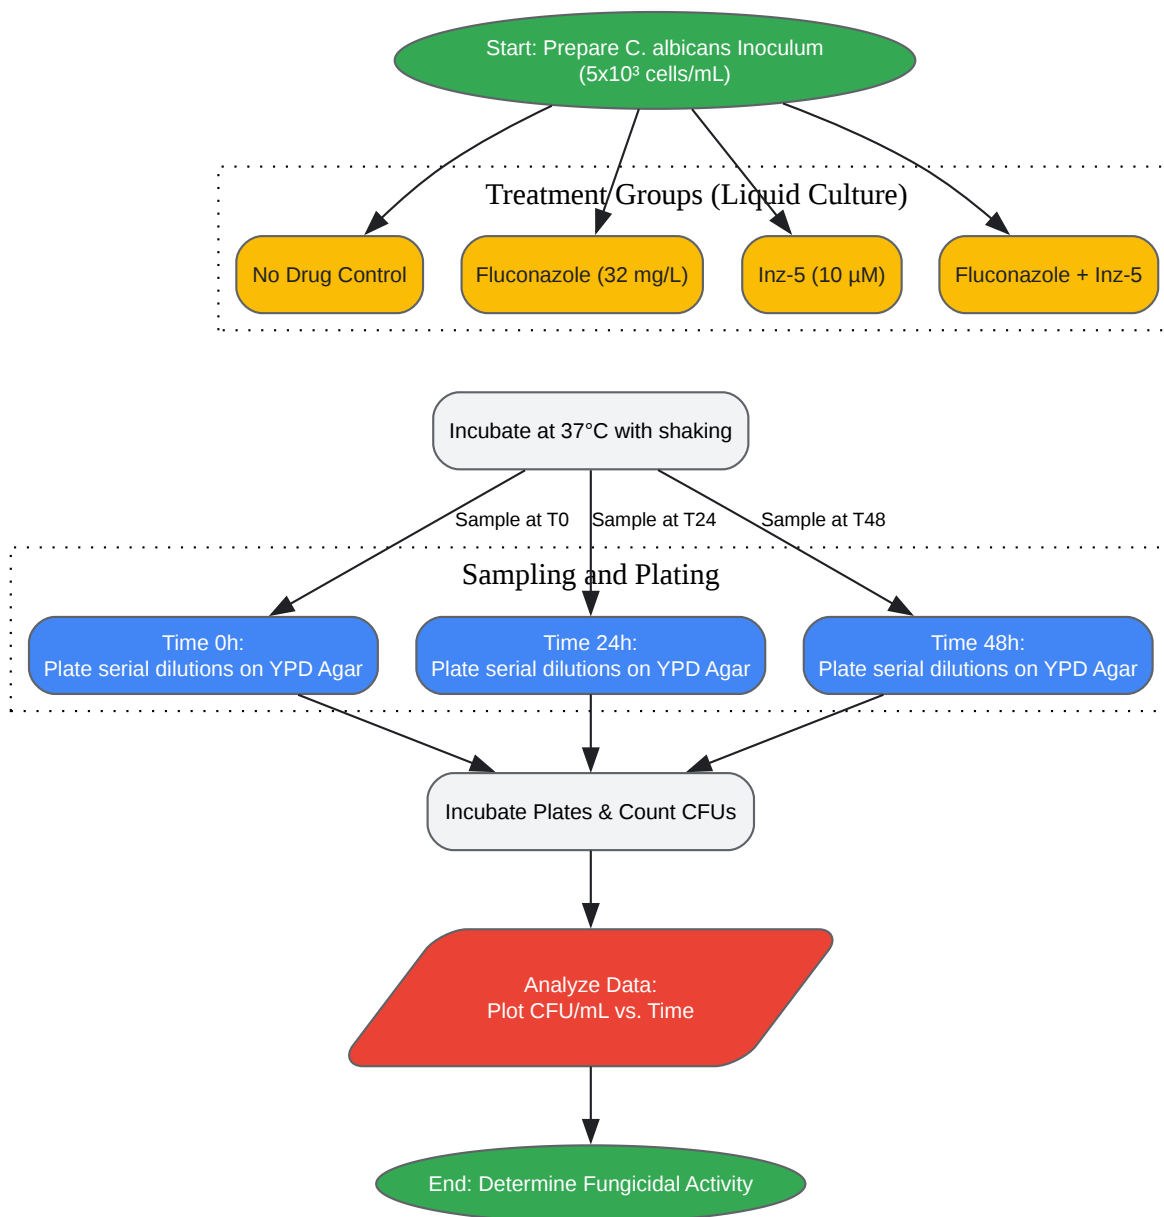 Start: Prepare C. albicans Inoculum
(5x10³ cells/mL)
Treatment Groups (Liquid Culture)
No Drug Control
Fluconazole (32 mg/L)
Inz-5 (10 µM)
Fluconazole + Inz-5
Incubate at 37°C with shaking
Sample at T0
Sample at T24
Sample at T48
Sampling and Plating
Time 0h:
Plate serial dilutions on YPD Agar
Time 24h:
Plate serial dilutions on YPD Agar
Time 48h:
Plate serial dilutions on YPD Agar
Incubate Plates & Count CFUs
Analyze Data:
Plot CFU/mL vs. Time
End: Determine Fungicidal Activity